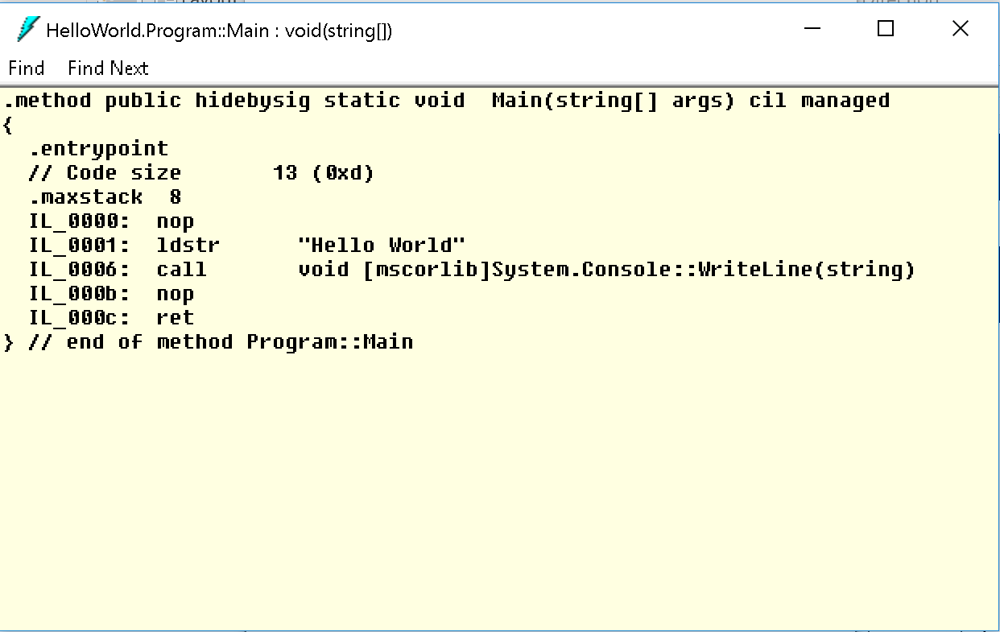 HelloWorld.Program::Main : void(string[])
Find Find Next
.method public hidebysig static void  Main(string[] args) cil managed
{
  .entrypoint
  // Code size       13 (0xd)
  .maxstack  8
  IL_0000:  nop
  IL_0001:  ldstr      "Hello World"
  IL_0006:  call       void [mscorlib]System.Console::WriteLine(string)
  IL_000b:  nop
  IL_000c:  ret
} // end of method Program::Main